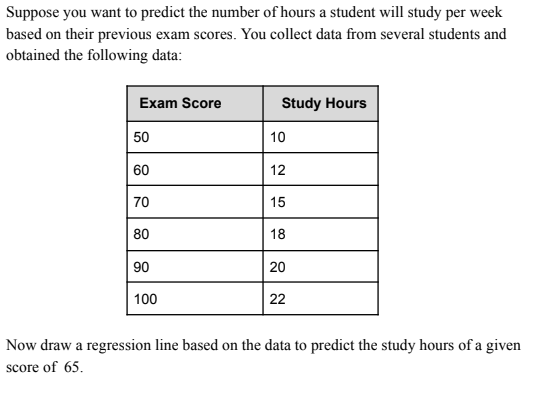 Suppose you want to predict the number of hours a student will study per week
based on their previous exam scores. You collect data from several students and
obtained the following data:
Exam Score Study Hours
50 10
60 12
70 15
80 18
90 20
100 22
Now draw a regression line based on the data to predict the study hours of a given
score of 65.